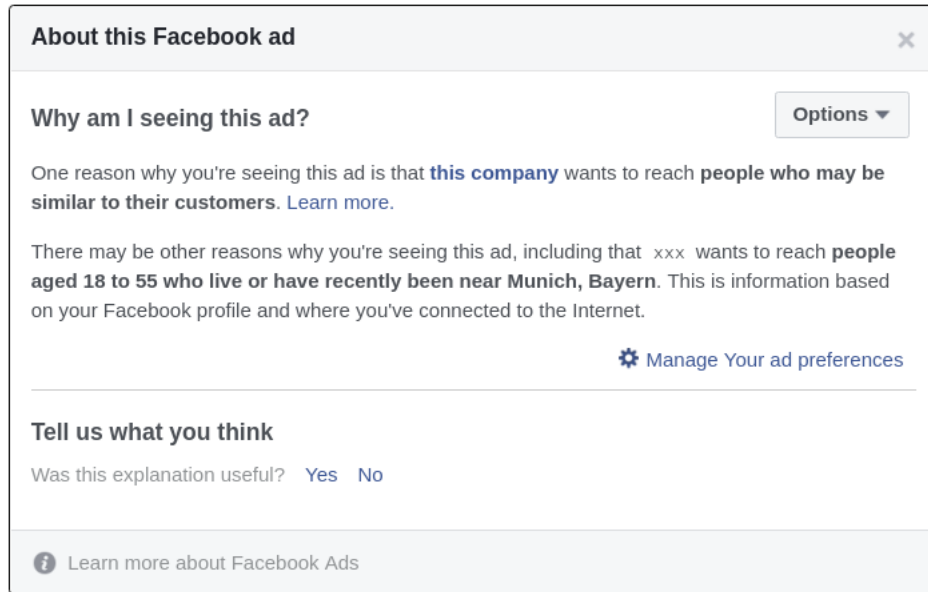 About this Facebook ad
×
Why am I seeing this ad?
Options
One reason why you're seeing this ad is that this company wants to reach people who may be
similar to their customers. Learn more.
There may be other reasons why you're seeing this ad, including that xxx wants to reach people
aged 18 to 55 who live or have recently been near Munich, Bayern. This is information based
on your Facebook profile and where you've connected to the Internet.
Manage Your ad preferences
Tell us what you think
Was this explanation useful? Yes No
Learn more about Facebook Ads